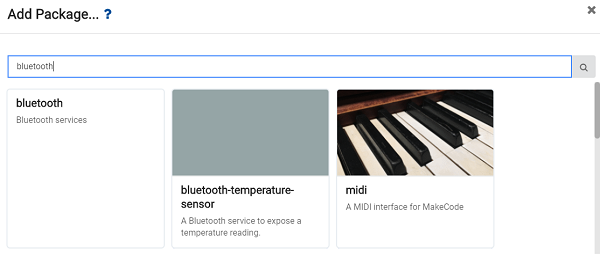 Add Package... ?
bluetooth
bluetooth
Bluetooth services
bluetooth-temperature-
sensor
A Bluetooth service to expose a
temperature reading.
midi
A MIDI interface for MakeCode